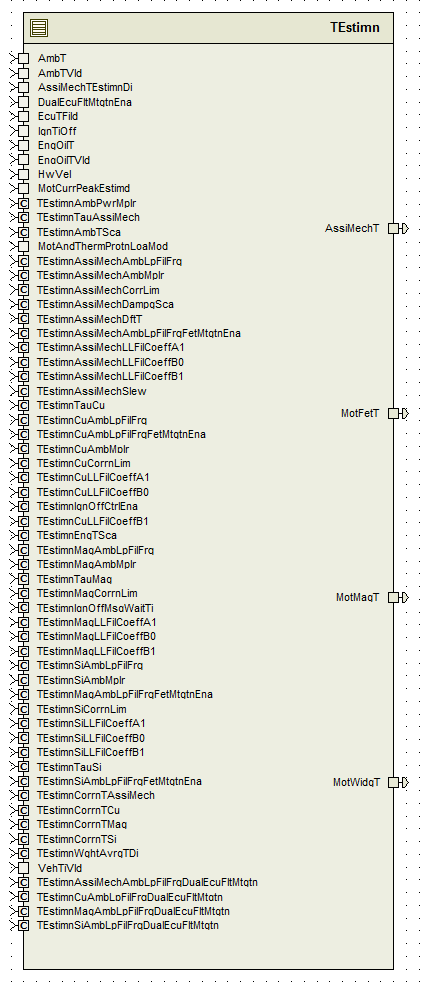 TEstimn
AmbT
AmbTVld
AssiMechTEstimnDi
DualEcuFltMtgtnEna
EcuTFild
IgnTiOff
EngOilT
EngOilTVld
HwVel
MotCurrPeakEstimd
C TEstimnAmbPwrMplr
C TEstimnTauAssiMech
C TEstimnAmbTSca
MotAndThermProtnLoaMod
C TEstimnAssiMechAmbLpFilFrq
C TEstimnAssiMechAmbMplr
C TEstimnAssiMechCorrLim
C TEstimnAssiMechDampgSca
C TEstimnAssiMechDftT
C TEstimnAssiMechAmbLpFilFrqFetMtgtnEna
C TEstimnAssiMechLLFilCoeffA1
C TEstimnAssiMechLLFilCoeffB0
C TEstimnAssiMechLLFilCoeffB1
C TEstimnAssiMechSlew
C TEstimnTauCu
C TEstimnCuAmbLpFilFrq
C TEstimnCuAmbLpFilFrqFetMtgtnEna
C TEstimnCuAmbMplr
C TEstimnCuCorrnLim
C TEstimnCuLLFilCoeffA1
C TEstimnCuLLFilCoeffB0
C TEstimnIgnOffCtrlEna
C TEstimnCuLLFilCoeffB1
C TEstimnEngTSca
C TEstimnMagAmbLpFilFrq
C TEstimnMagAmbMplr
C TEstimnTauMag
C TEstimnMagCorrnLim
C TEstimnIgnOffMsgWaitTi
C TEstimnMagLLFilCoeffA1
C TEstimnMagLLFilCoeffB0
C TEstimnMagLLFilCoeffB1
C TEstimnSiAmbLpFilFrq
C TEstimnSiAmbMplr
C TEstimnMagAmbLpFilFrqFetMtgtnEna
C TEstimnSiCorrnLim
C TEstimnSiLLFilCoeffA1
C TEstimnSiLLFilCoeffB0
C TEstimnSiLLFilCoeffB1
C TEstimnTauSi
C TEstimnSiAmbLpFilFrqFetMtgtnEna
C TEstimnCorrnTAssiMech
C TEstimnCorrnTCu
C TEstimnCorrnTMag
C TEstimnCorrnTSi
C TEstimnWghtAvrgTDi
VehTiVld
C TEstimnAssiMechAmbLpFilFrqDualEcuFltMtgtn
C TEstimnCuAmbLpFilFrqDualEcuFltMtgtn
C TEstimnMagAmbLpFilFrqDualEcuFltMtgtn
C TEstimnSiAmbLpFilFrqDualEcuFltMtgtn
AssiMechT
MotFetT
MotMagT
MotWidgT